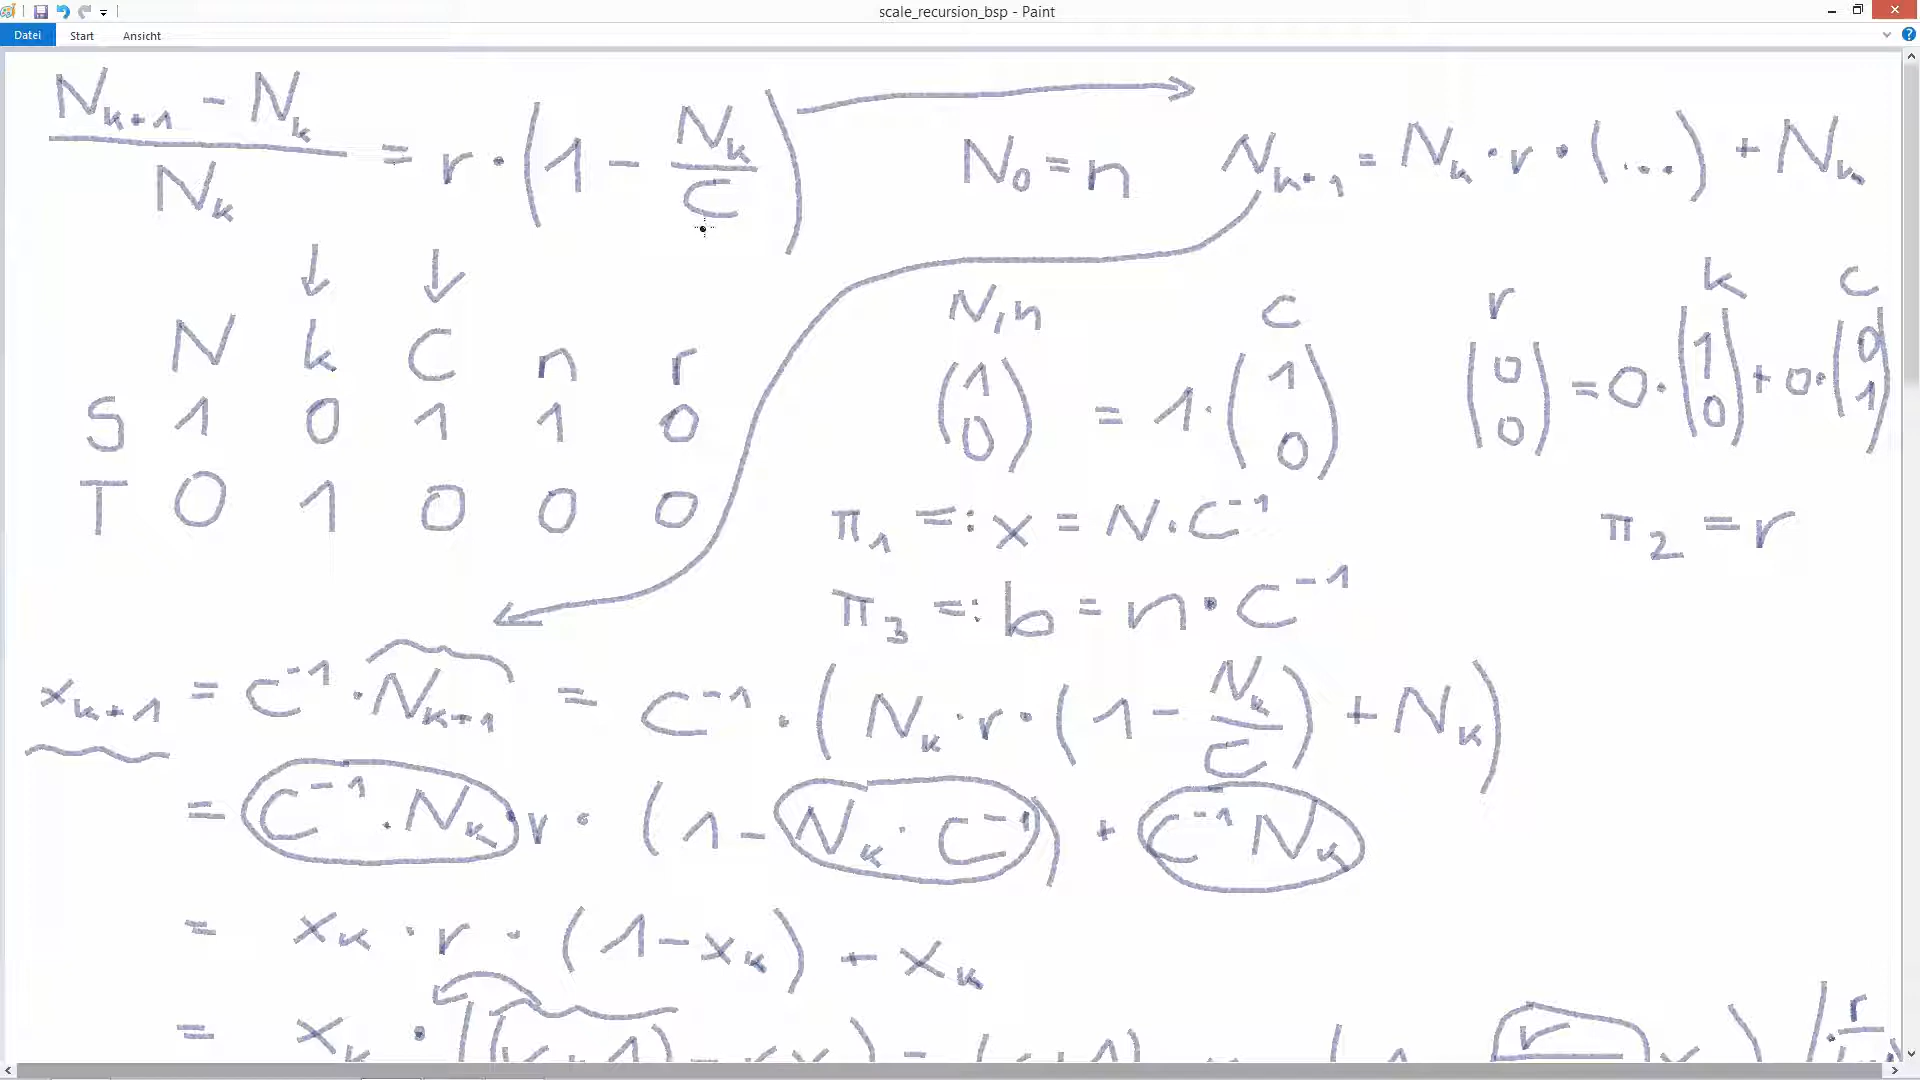 scale_recursion_bsp - Paint
Datei Start Ansicht
(N_{k+1} - N_k) / N_k = r · (1 - N_k / C) → N_0 = n N_{k+1} = N_k · r · (...) + N_k
↓ ↓
N k C n r
S 1 0 1 1 0
T 0 1 0 0 0
N,n C r k C
(1 0) = 1 · (1 0) (0 0) = 0 · (1 0) + 0 · (0 1)
π_1 =: x = N · C^{-1} π_2 = r
π_3 =: b = n · C^{-1}
x_{k+1} = C^{-1} · N_{k+1} = C^{-1} · (N_k · r · (1 - N_k / C) + N_k)
= C^{-1} · N_k r · (1 - N_k · C^{-1}) + C^{-1} N_k
= x_k · r · (1 - x_k) + x_k
= x_k ·